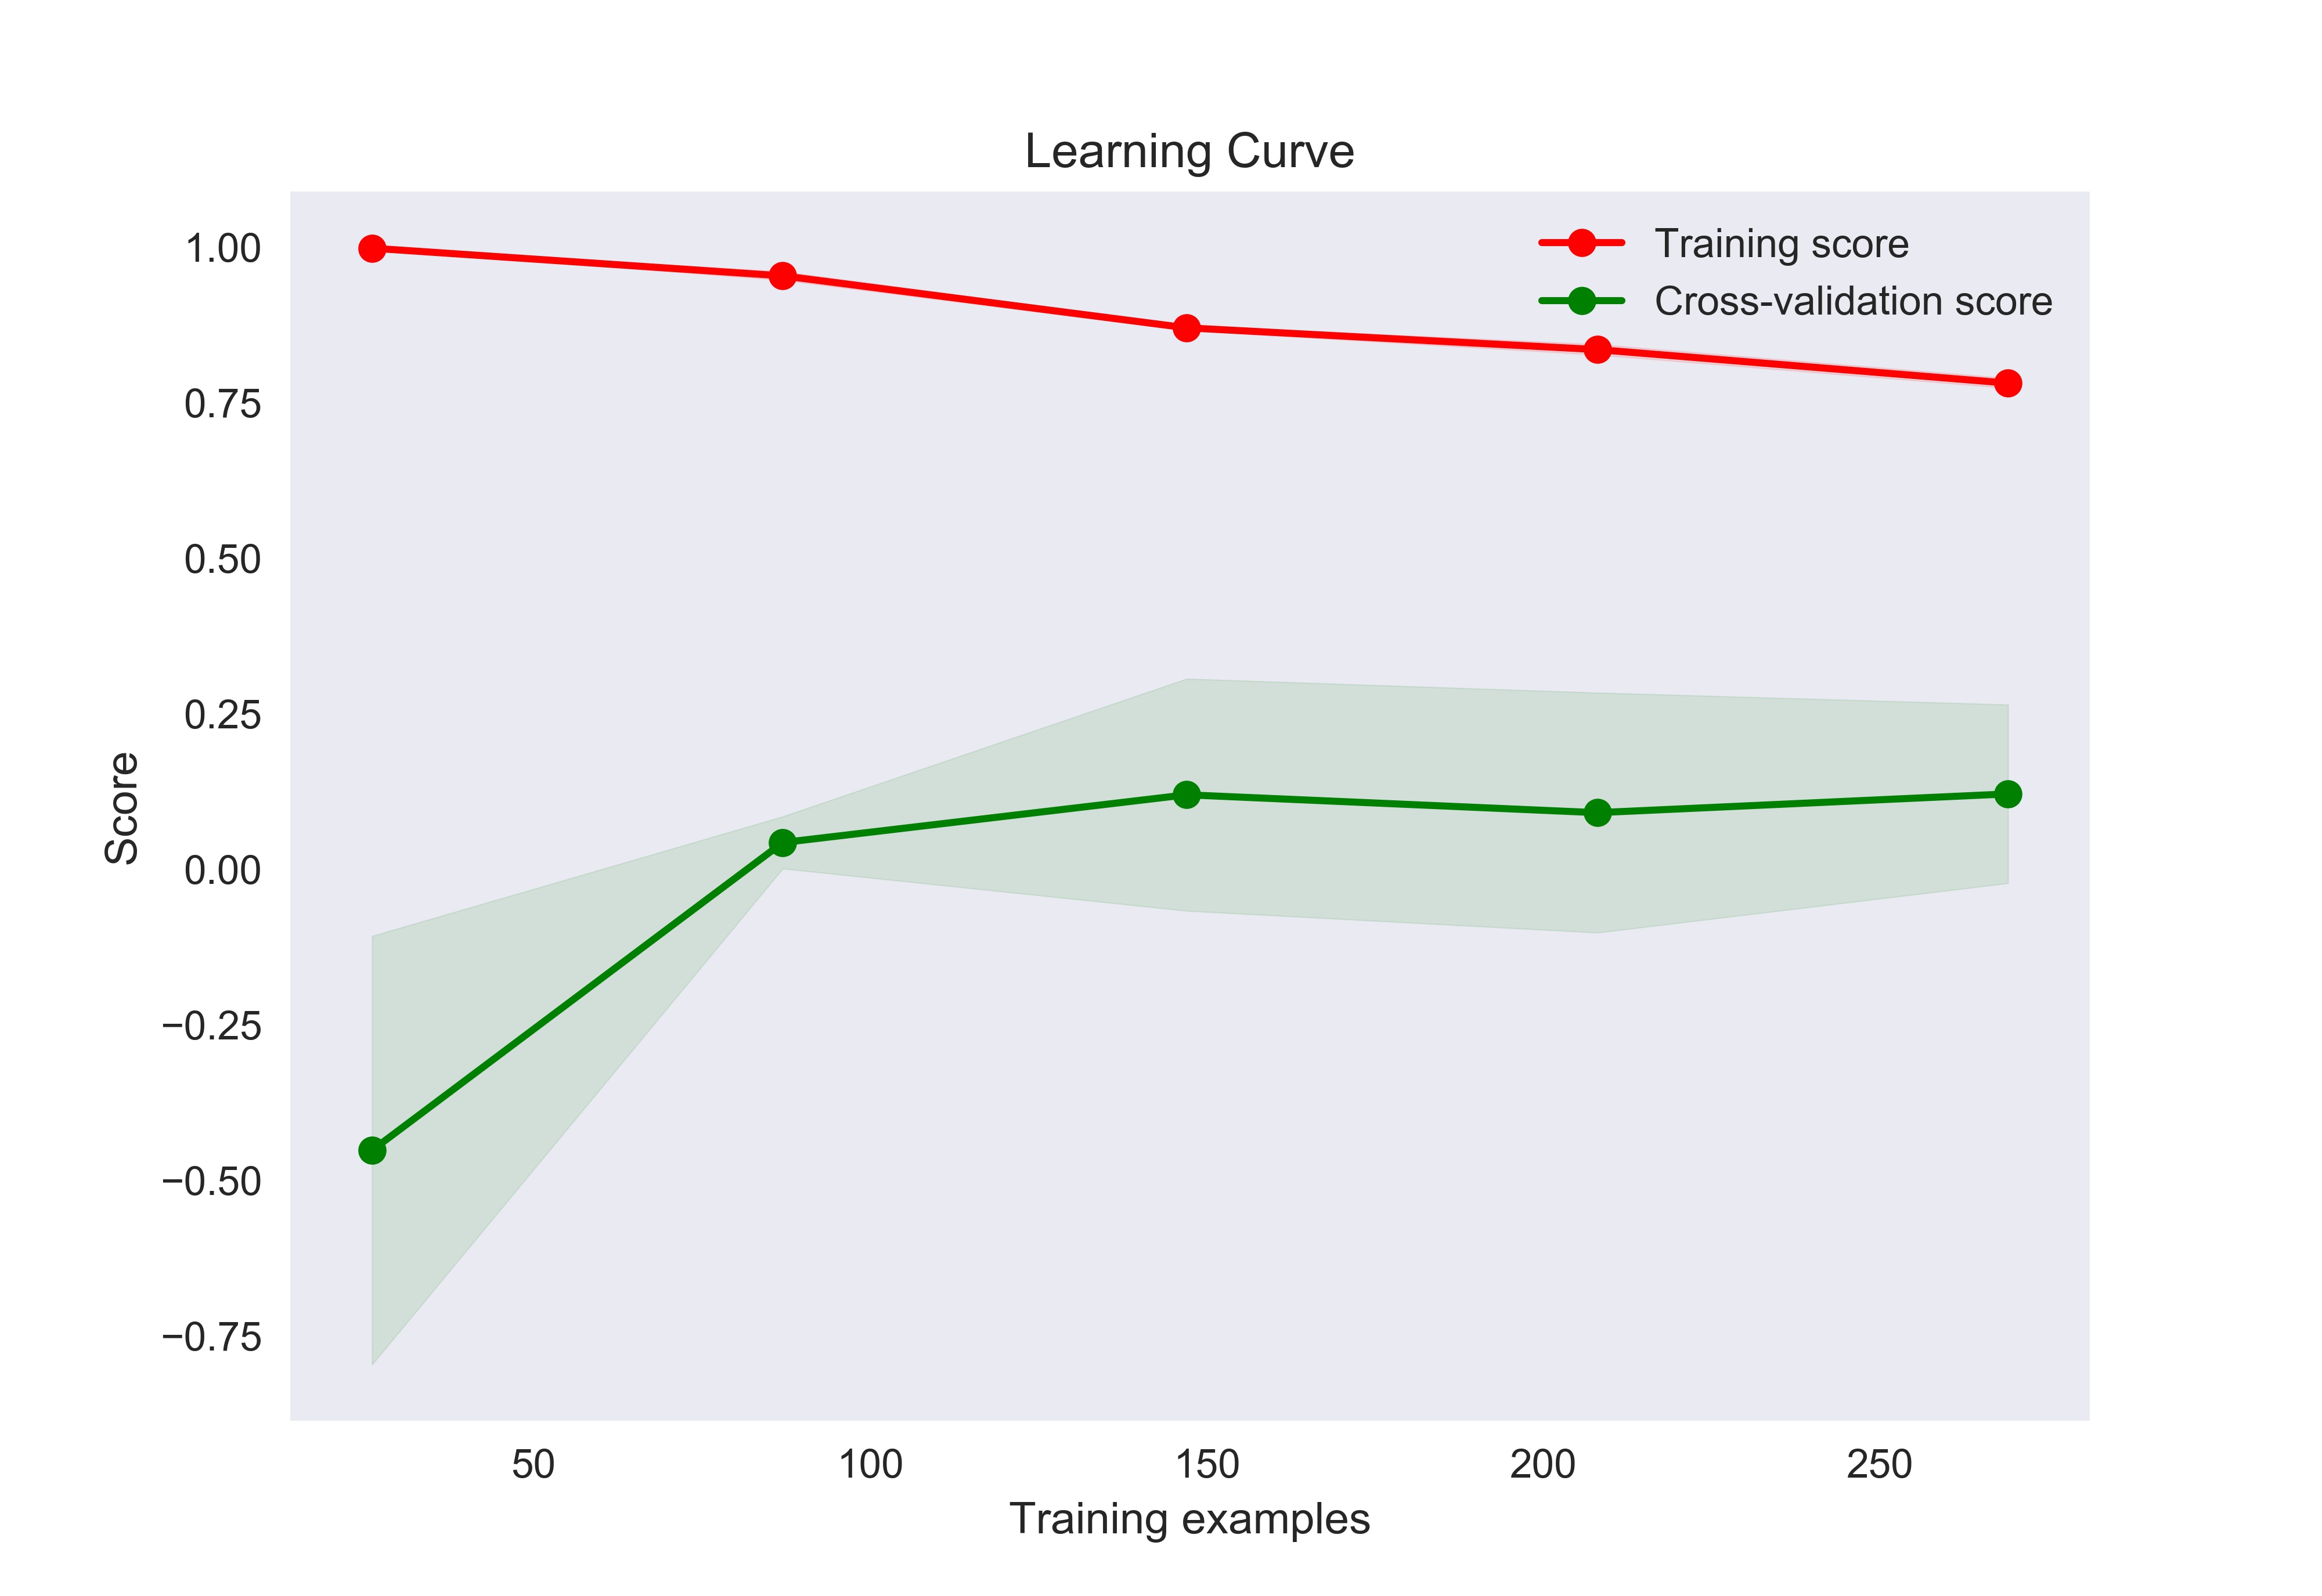 Learning Curve
1.00
0.75
0.50
0.25
0.00
−0.25
−0.50
−0.75
Score
Training score
Cross-validation score
50 100 150 200 250
Training examples